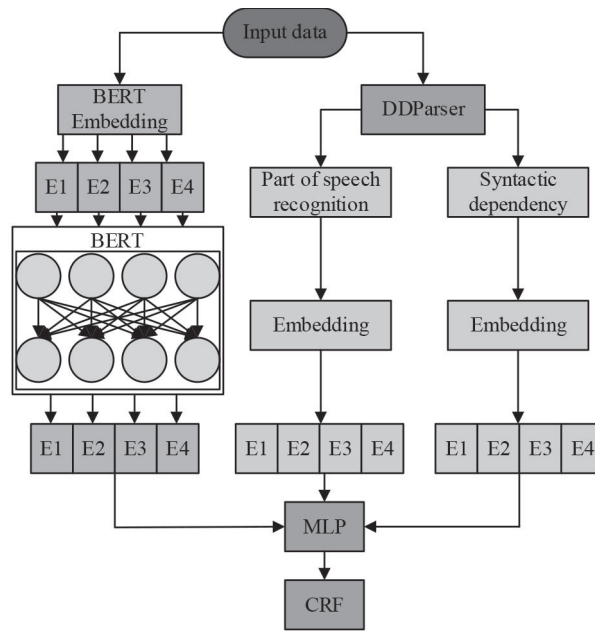 Input data
BERT
Embedding
DDParser
E1 E2 E3 E4
Part of speech
recognition
Syntactic
dependency
BERT
Embedding
Embedding
E1 E2 E3 E4
E1 E2 E3 E4
E1 E2 E3 E4
MLP
CRF